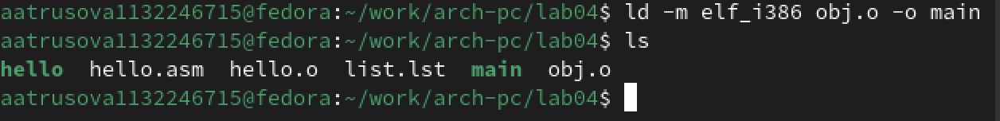 aatrusova1132246715@fedora:~/work/arch-pc/lab04$ ld -m elf_i386 obj.o -o main
aatrusova1132246715@fedora:~/work/arch-pc/lab04$ ls
hello  hello.asm  hello.o  list.lst  main  obj.o
aatrusova1132246715@fedora:~/work/arch-pc/lab04$